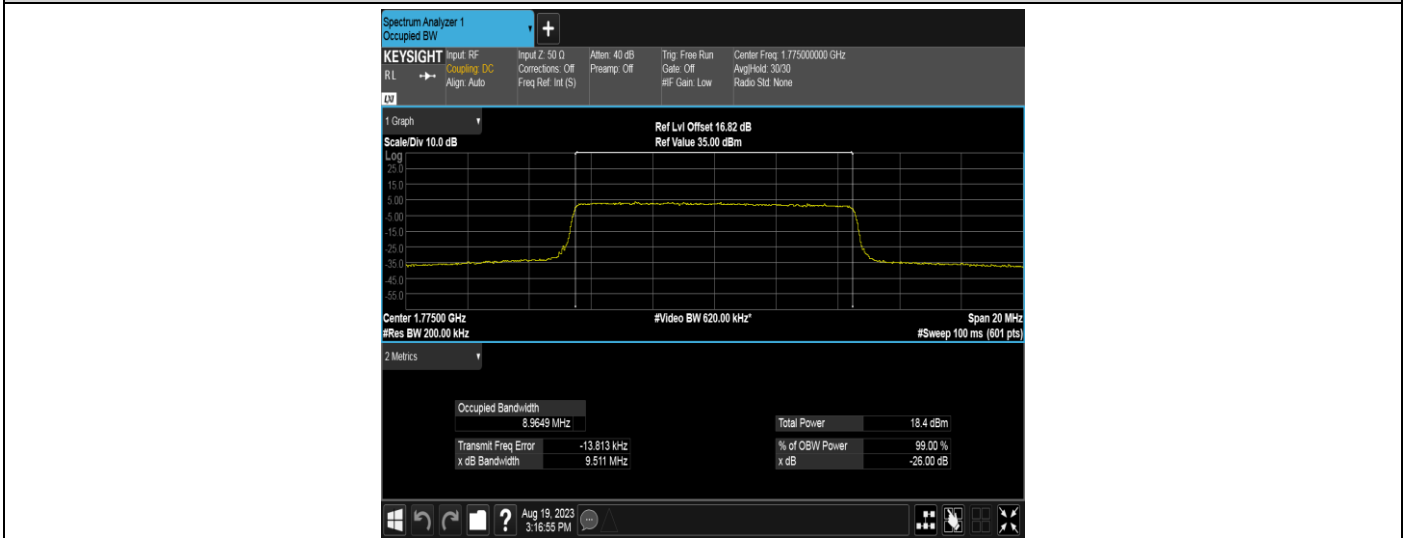 Spectrum Analyzer 1
Occupied BW
+
KEYSIGHT
RL
LXI
Input: RF
Coupling: DC
Align: Auto
Input Z: 50 Ω
Corrections: Off
Freq Ref: Int (S)
Atten: 40 dB
Preamp: Off
Trig: Free Run
Gate: Off
#IF Gain: Low
Center Freq: 1.775000000 GHz
Avg|Hold: 30/30
Radio Std: None
1 Graph
Scale/Div 10.0 dB
Ref Lvl Offset 16.82 dB
Ref Value 35.00 dBm
Log
25.0
15.0
5.00
-5.00
-15.0
-25.0
-35.0
-45.0
-55.0
Center 1.77500 GHz
#Res BW 200.00 kHz
#Video BW 620.00 kHz*
Span 20 MHz
#Sweep 100 ms (601 pts)
2 Metrics
Occupied Bandwidth
8.9649 MHz
Transmit Freq Error -13.813 kHz
x dB Bandwidth 9.511 MHz
Total Power 18.4 dBm
% of OBW Power 99.00 %
x dB -26.00 dB
?
Aug 19, 2023
3:16:55 PM